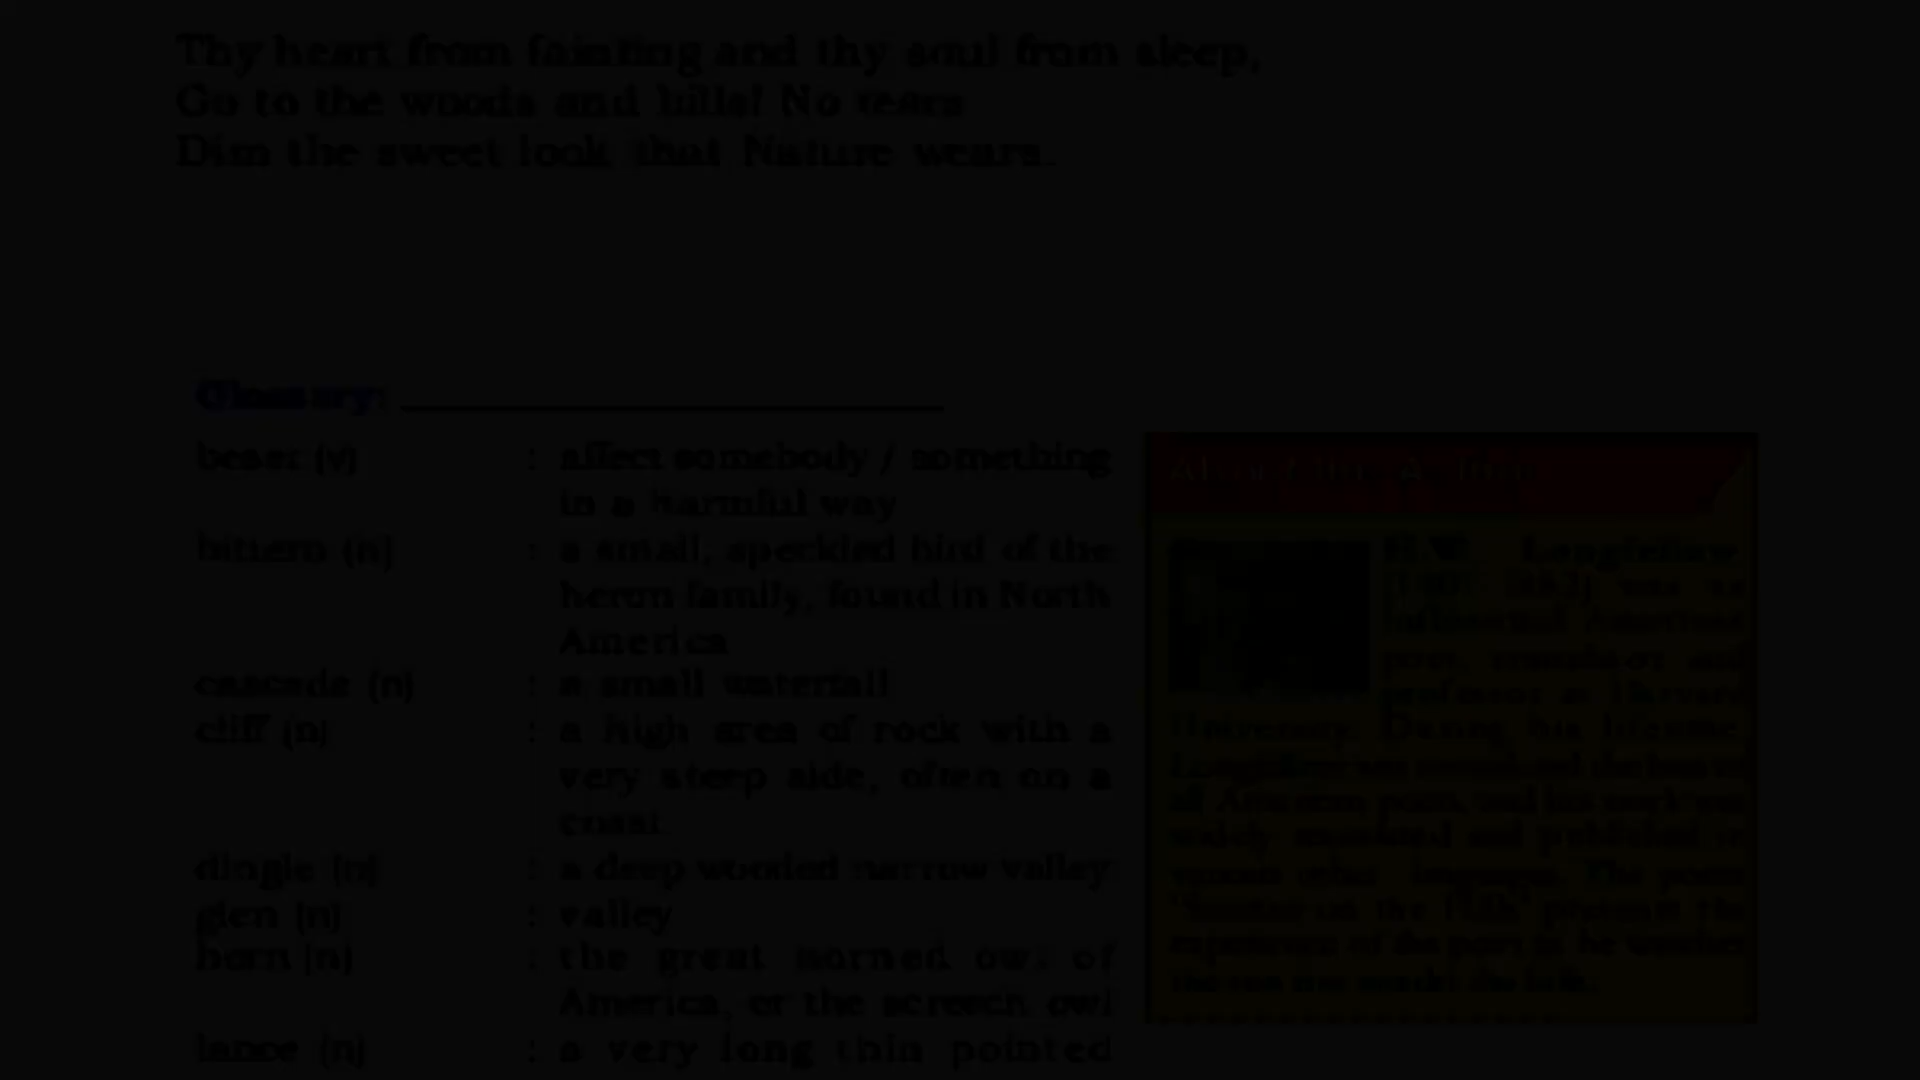 Thy heart from fainting and thy soul from sleep,
Go to the woods and hills! No tears
Dim the sweet look that Nature wears.
Glossary:
beset (v) : affect somebody / something
in a harmful way
bittern (n) : a small, speckled bird of the
heron family, found in North
America
cascade (n) : a small waterfall
cliff (n) : a high area of rock with a
very steep side, often on a
coast
dingle (n) : a deep wooded narrow valley
glen (n) : valley
horn (n) : the great horned owl of
America, or the screech owl
lance (n) : a very long thin pointed
About the Author
H.W. Longfellow
was an
influential American
poet, translator and
professor at Harvard
University. During his lifetime,
Longfellow was considered the best of
all American poets, and his work was
widely translated and published in
various other languages. The poem
'Sunrise on the Hills' presents the
experience of the poet as he watches
the sun rise amidst the hills.